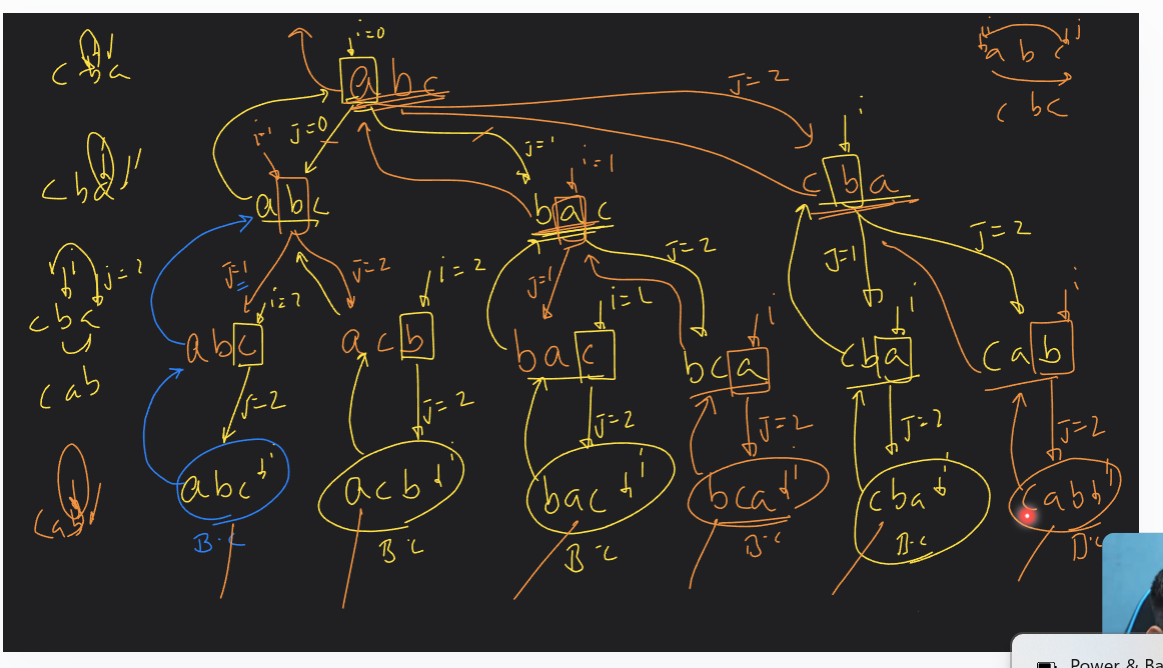 i=0
c b a
a b c
j
a b c
c b c
J=2
i=1
J=0
J=1
i=1
i
c b a
c b a
a b c
b a c
J=1
J=2
i=2
J=1
J=2
i=2
J=1
J=2
i=2
i
i
i
j=2
c b a
a b c
a c b
b a c
b c a
c b a
c a b
c a b
J=2
J=2
J=2
J=2
J=2
J=2
a b c i
a c b i
b a c i
b c a i
c b a i
c a b i
c a b
B.C
B.C
B.C
B.C
B.C
B.C
Power & Ba